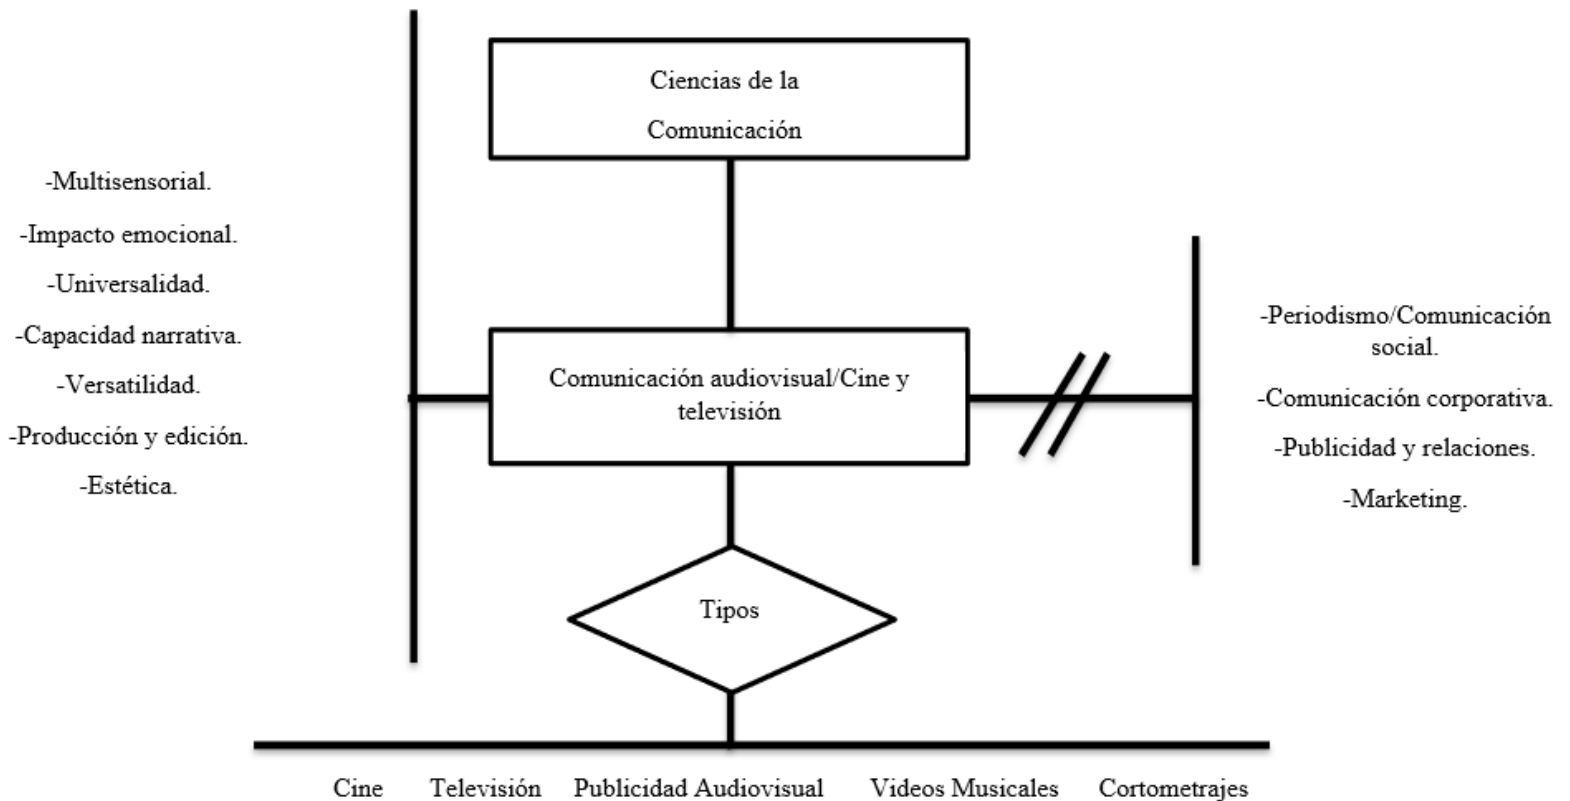 Ciencias de la
Comunicación
-Multisensorial.
-Impacto emocional.
-Universalidad.
-Capacidad narrativa.
-Versatilidad.
-Producción y edición.
-Estética.
Comunicación audiovisual/Cine y
televisión
-Periodismo/Comunicación
social.
-Comunicación corporativa.
-Publicidad y relaciones.
-Marketing.
Tipos
Cine Televisión Publicidad Audiovisual Videos Musicales Cortometrajes